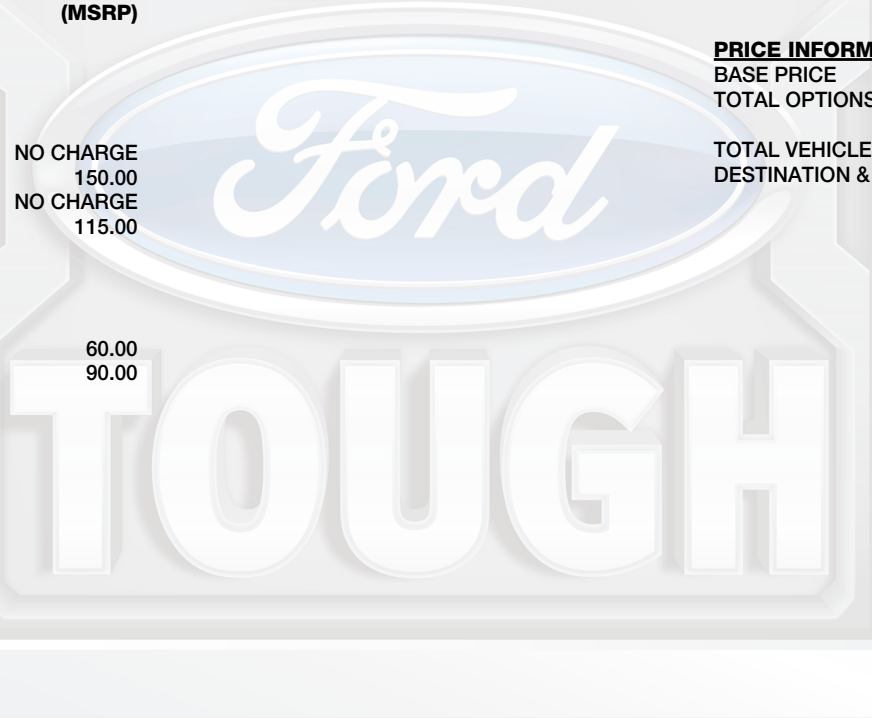 (MSRP)
NO CHARGE
150.00
NO CHARGE
115.00
60.00
90.00
PRICE INFORM
BASE PRICE
TOTAL OPTIONS
TOTAL VEHICLE
DESTINATION &
Ford
TOUGH